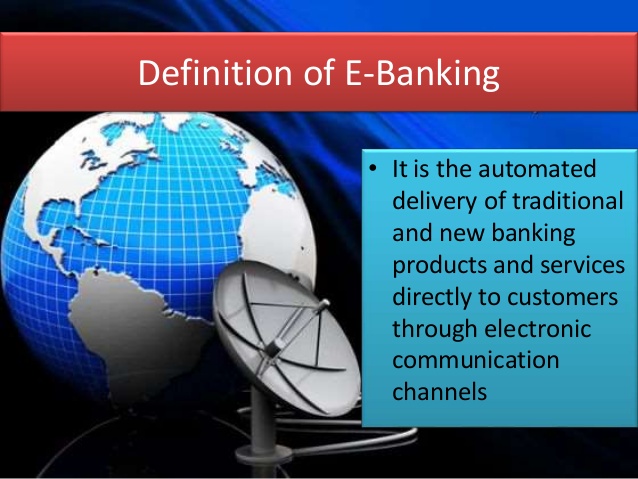 Definition of E-Banking
• It is the automated
delivery of traditional
and new banking
products and services
directly to customers
through electronic
communication
channels